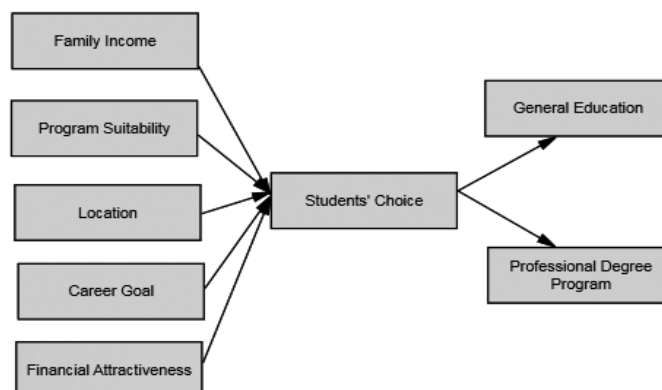 Family Income
Program Suitability
Location
Career Goal
Financial Attractiveness
Students' Choice
General Education
Professional Degree
Program